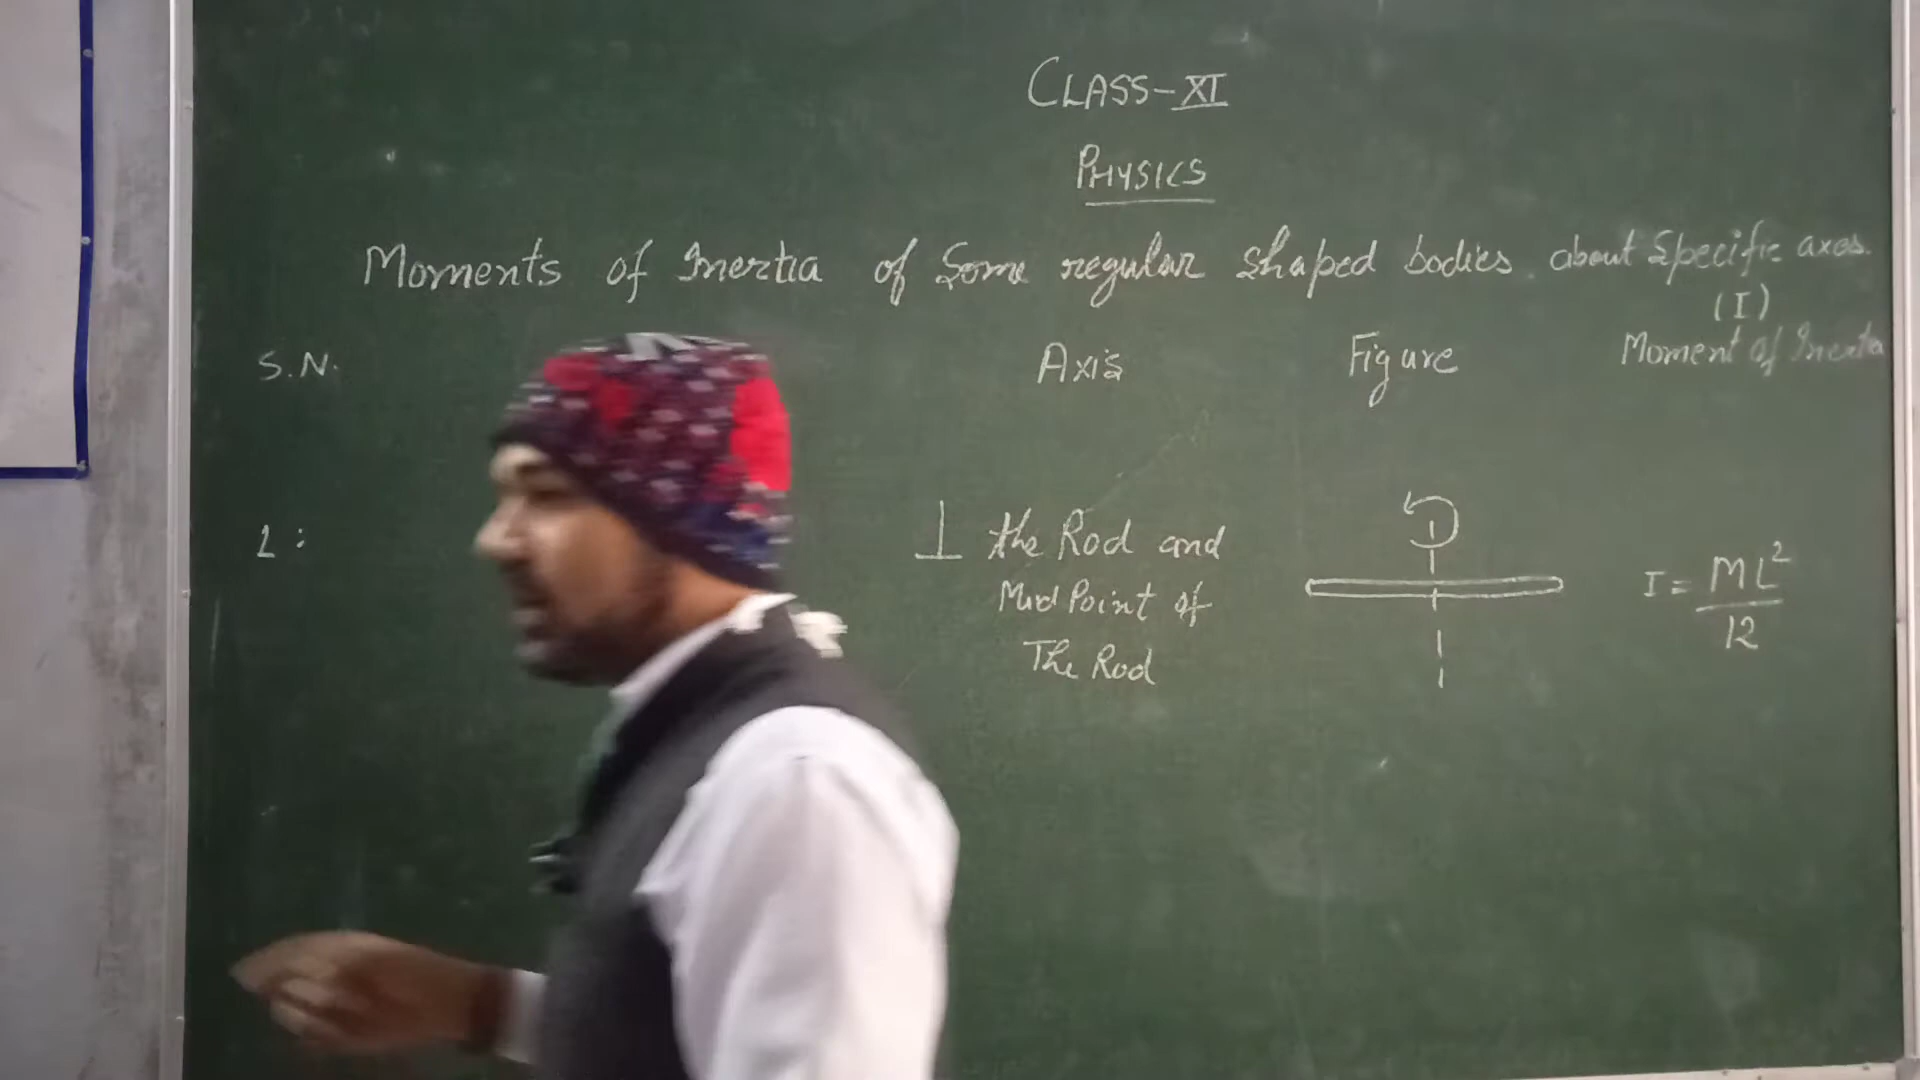 CLASS-XI
PHYSICS
Moments of Inertia of Some regular shaped bodies about Specific axes.
(I)
S.N. Axis Figure Moment of Inertia
1: ⊥ the Rod and
Mid Point of
The Rod
I = ML²
12